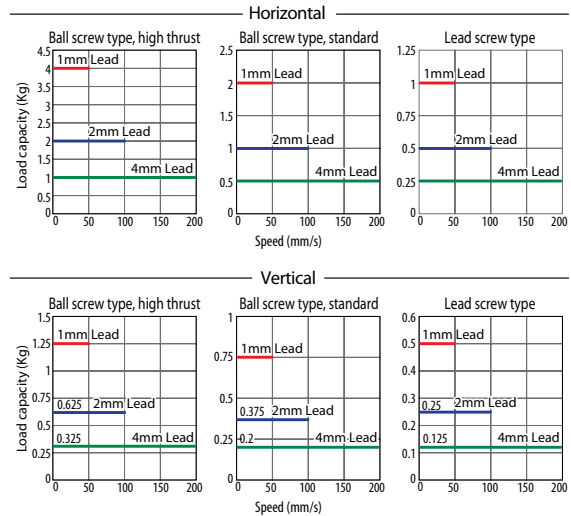 Horizontal
Ball screw type, high thrust
Ball screw type, standard
Lead screw type
Load capacity (Kg)
4.5
4
3.5
3
2.5
2
1.5
1
0.5
0
1mm Lead
2mm Lead
4mm Lead
0 50 100 150 200
2.5
2
1.5
1
0.5
0
1mm Lead
2mm Lead
4mm Lead
0 50 100 150 200
Speed (mm/s)
1.25
1
0.75
0.5
0.25
0
1mm Lead
2mm Lead
4mm Lead
0 50 100 150 200
Vertical
Ball screw type, high thrust
Ball screw type, standard
Lead screw type
Load capacity (Kg)
1.5
1.25
1
0.75
0.5
0.25
0
1mm Lead
0.625 2mm Lead
0.325 4mm Lead
0 50 100 150 200
1
0.75
0.5
0.25
0
1mm Lead
0.375 2mm Lead
0.2 4mm Lead
0 50 100 150 200
Speed (mm/s)
0.6
0.5
0.4
0.3
0.2
0.1
0
1mm Lead
0.25 2mm Lead
0.125 4mm Lead
0 50 100 150 200